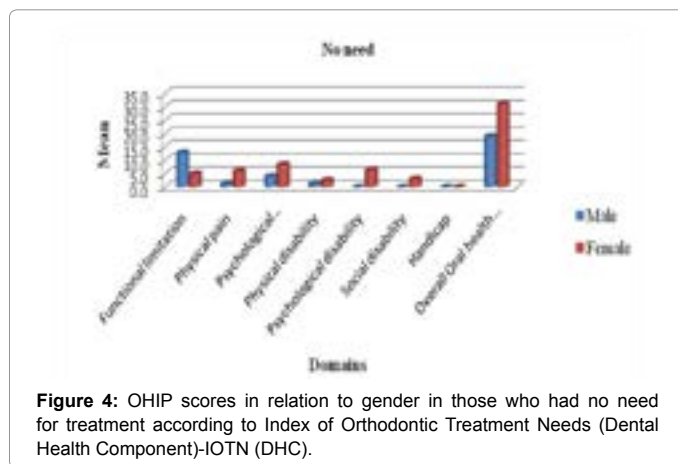 No need
Mean
Functional limitation
Physical pain
Psychological...
Physical disability
Psychological disability
Social disability
Handicap
Overall Oral health...
Male
Female
Domains
Figure 4: OHIP scores in relation to gender in those who had no need
for treatment according to Index of Orthodontic Treatment Needs (Dental
Health Component)-IOTN (DHC).